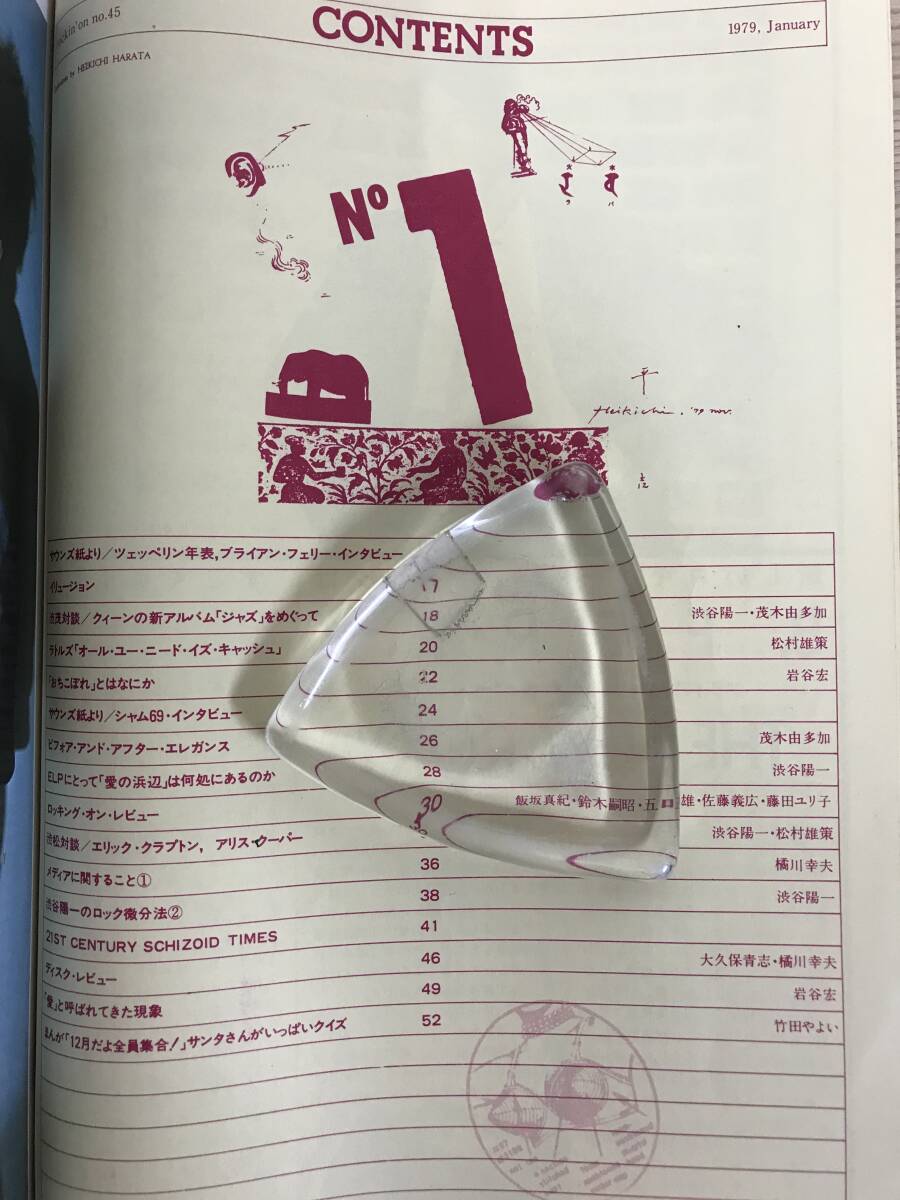 rockin'on no.45
CONTENTS
1979, January
by HEIKICHI HARATA
No 1
平
Heikichi. '79 nov.
サウンズ紙より/ツェッペリン年表,ブライアン・フェリー・インタビュー
イリュージョン 17
渋茂対談/クィーンの新アルバム「ジャズ」をめぐって 18 渋谷陽一・茂木由多加
ラトルズ「オール・ユー・ニード・イズ・キャッシュ」 20 松村雄策
「おちこぼれ」とはなにか 22 岩谷宏
サウンズ紙より/シャム69・インタビュー 24
ビフォア・アンド・アフター・エレガンス 26 茂木由多加
ELPにとって「愛の浜辺」は何処にあるのか 28 渋谷陽一
ロッキング・オン・レビュー 30 飯坂真紀・鈴木嗣昭・五 雄・佐藤義広・藤田ユリ子
渋松対談/エリック・クラプトン, アリス・クーパー 渋谷陽一・松村雄策
メディアに関すること① 36 橘川幸夫
渋谷陽一のロック微分法② 38 渋谷陽一
21ST CENTURY SCHIZOID TIMES 41
ディスク・レビュー 46 大久保青志・橘川幸夫
「愛」と呼ばれてきた現象 49 岩谷宏
まんが「12月だよ全員集合!」サンタさんがいっぱいクイズ 52 竹田やよい